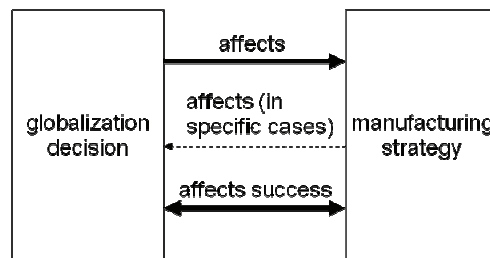 affects
globalization
decision
affects (in
specific cases)
manufacturing
strategy
affects success